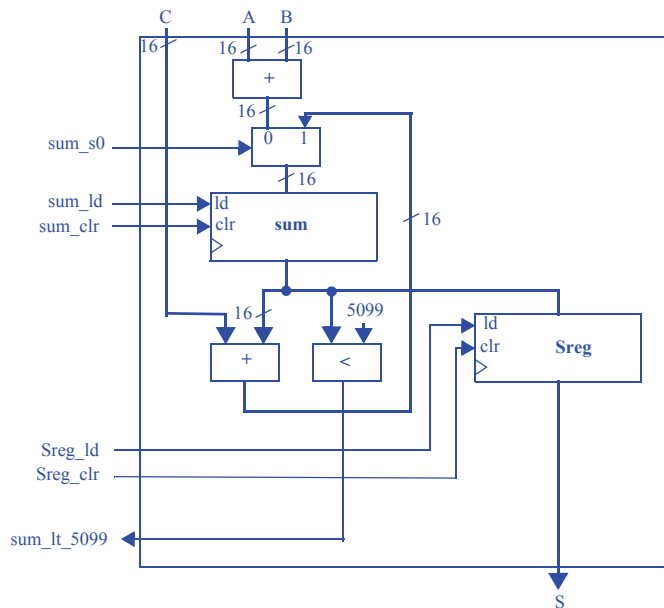 C A B
16 16 16
+
16
0 1
sum_s0
16
sum_ld
ld
sum_clr
clr
sum
16
16
5099
+
<
ld
clr
Sreg
Sreg_ld
Sreg_clr
sum_lt_5099
S